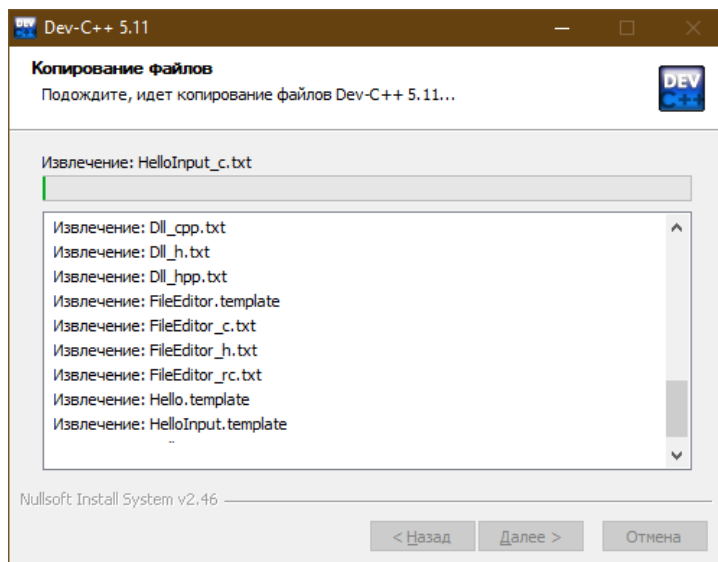 Dev-C++ 5.11
Копирование файлов
Подождите, идет копирование файлов Dev-C++ 5.11...
DEV
C++
Извлечение: HelloInput_c.txt
Извлечение: Dll_cpp.txt
Извлечение: Dll_h.txt
Извлечение: Dll_hpp.txt
Извлечение: FileEditor.template
Извлечение: FileEditor_c.txt
Извлечение: FileEditor_h.txt
Извлечение: FileEditor_rc.txt
Извлечение: Hello.template
Извлечение: HelloInput.template
Nullsoft Install System v2.46
< Назад Далее > Отмена